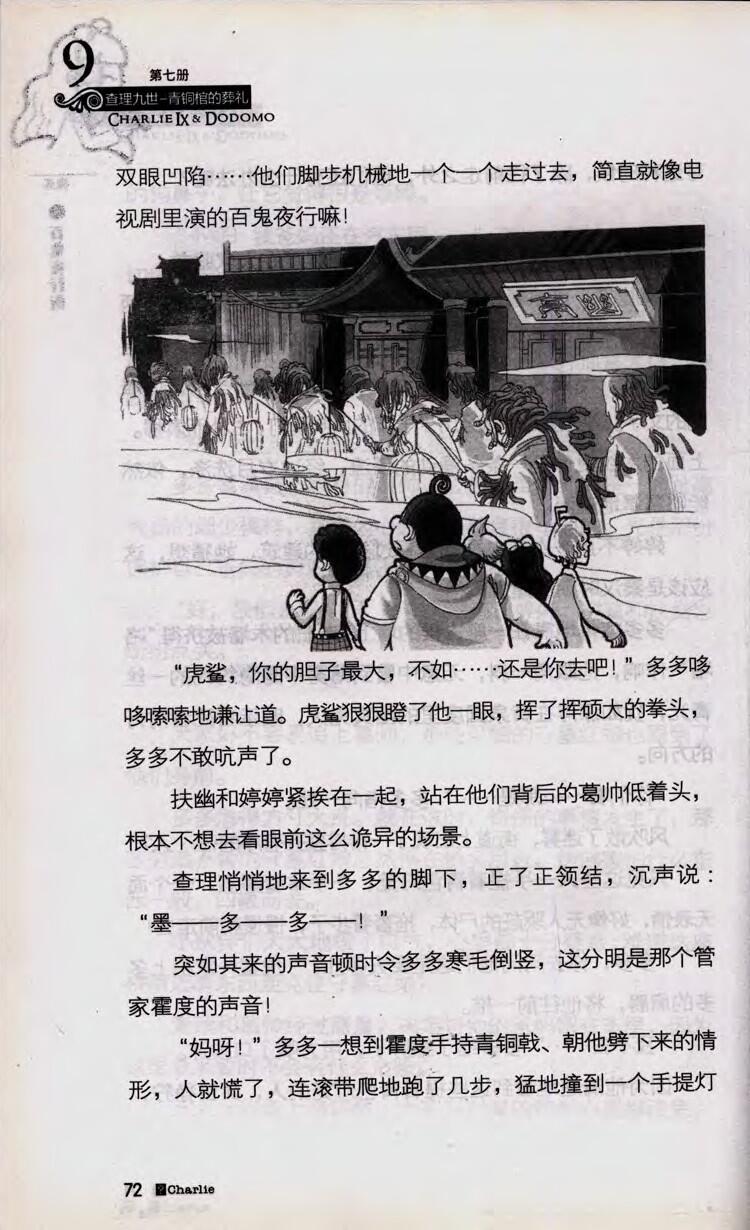 9
第七册
查理九世-青铜棺的葬礼
CHARLIE IX & DODOMO
双眼凹陷……他们脚步机械地一个一个走过去，简直就像电
视剧里演的百鬼夜行嘛！
“虎鲨，你的胆子最大，不如……还是你去吧！”多多哆
哆嗦嗦地谦让道。虎鲨狠狠瞪了他一眼，挥了挥硕大的拳头，
多多不敢吭声了。
扶幽和婷婷紧挨在一起，站在他们背后的葛帅低着头，
根本不想去看眼前这么诡异的场景。
查理悄悄地来到多多的脚下，正了正领结，沉声说：
“墨——多——多——！”
突如其来的声音顿时令多多寒毛倒竖，这分明是那个管
家霍度的声音！
“妈呀！”多多一想到霍度手持青铜戟、朝他劈下来的情
形，人就慌了，连滚带爬地跑了几步，猛地撞到一个手提灯
72 Charlie